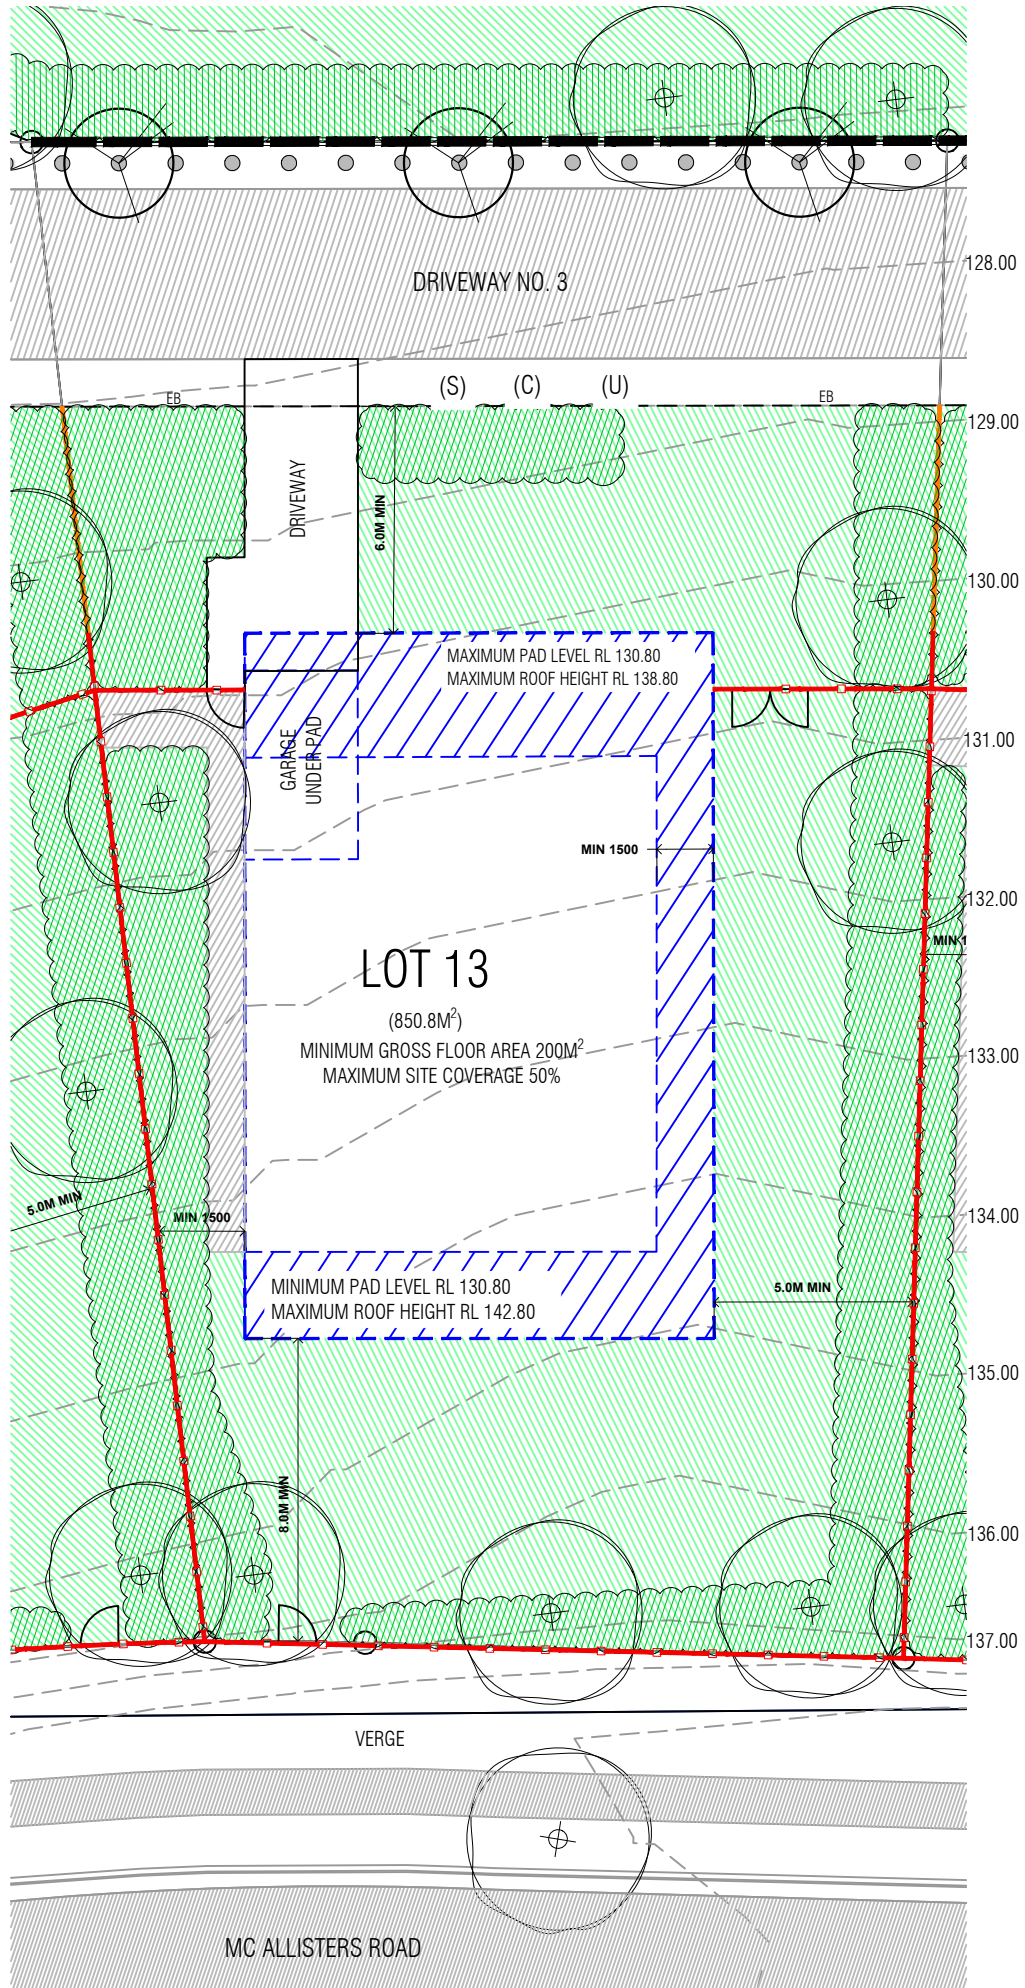 128.00
DRIVEWAY NO. 3
(S) (C) (U)
EB
EB
129.00
DRIVEWAY
6.0M MIN
130.00
MAXIMUM PAD LEVEL RL 130.80
MAXIMUM ROOF HEIGHT RL 138.80
131.00
GARAGE
UNDER PAD
MIN 1500
132.00
MIN 1
LOT 13
(850.8M²)
MINIMUM GROSS FLOOR AREA 200M²
MAXIMUM SITE COVERAGE 50%
133.00
5.0M MIN
MIN 1500
134.00
MINIMUM PAD LEVEL RL 130.80
MAXIMUM ROOF HEIGHT RL 142.80
5.0M MIN
135.00
8.0M MIN
136.00
137.00
VERGE
MC ALLISTERS ROAD